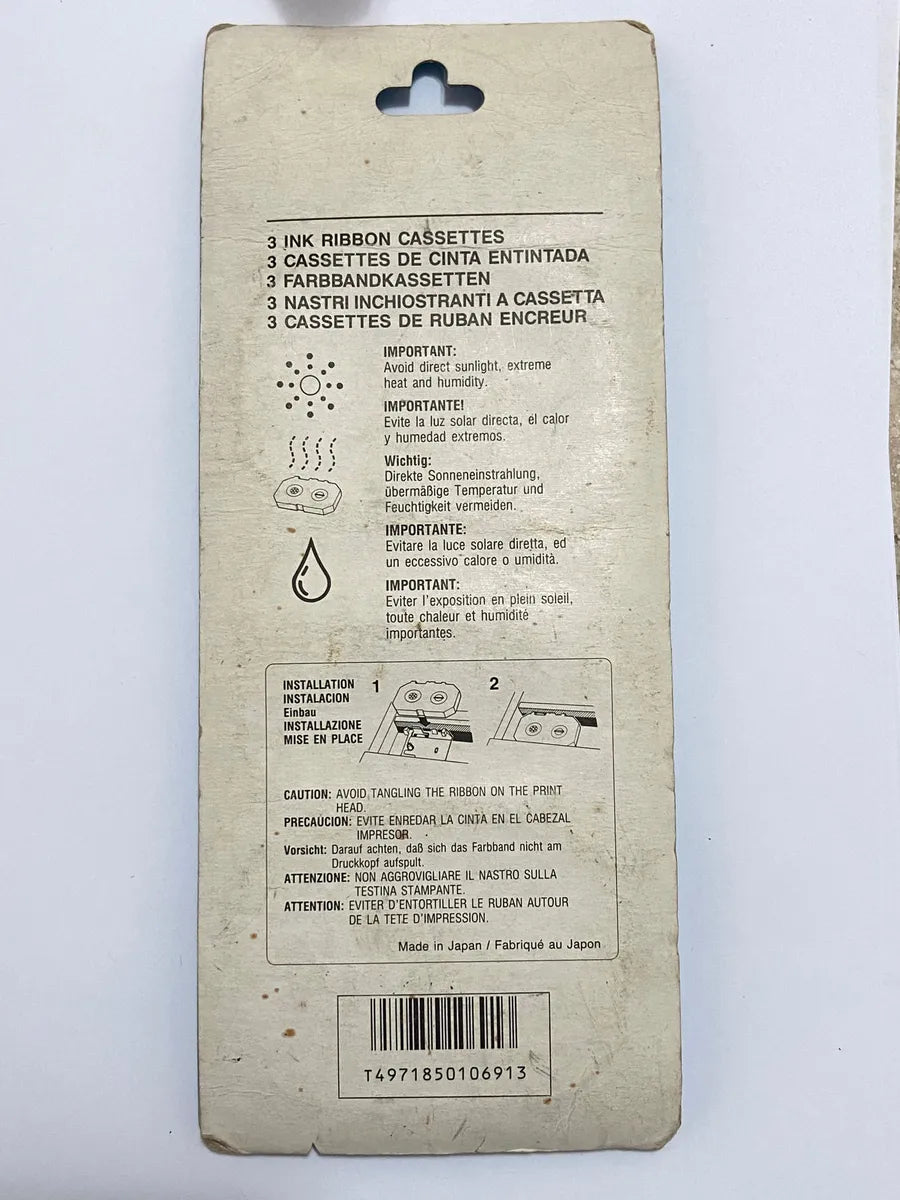 3 INK RIBBON CASSETTES
3 CASSETTES DE CINTA ENTINTADA
3 FARBBANDKASSETTEN
3 NASTRI INCHIOSTRANTI A CASSETTA
3 CASSETTES DE RUBAN ENCREUR
IMPORTANT:
Avoid direct sunlight, extreme
heat and humidity.
IMPORTANTE!
Evite la luz solar directa, él calor
y humedad extremos.
Wichtig:
Direkte Sonneneinstrahlung,
übermäßige Temperatur und
Feuchtigkeit vermeiden.
IMPORTANTE:
Evitare la luce solare diretta, ed
un eccessivo calore o umidità.
IMPORTANT:
Eviter l'exposition en plein soleil,
toute chaleur et humidité
importantes.
INSTALLATION
INSTALACION
Einbau
INSTALLAZIONE
MISE EN PLACE
1
2
CAUTION: AVOID TANGLING THE RIBBON ON THE PRINT
HEAD.
PRECAUCION: EVITE ENREDAR LA CINTA EN EL CABEZAL
IMPRESOR.
Vorsicht: Darauf achten, daß sich das Farbband nicht am
Druckkopf aufspult.
ATTENZIONE: NON AGGROVIGLIARE IL NASTRO SULLA
TESTINA STAMPANTE.
ATTENTION: EVITER D'ENTORTILLER LE RUBAN AUTOUR
DE LA TETE D'IMPRESSION.
Made in Japan / Fabriqué au Japon
T4971850106913